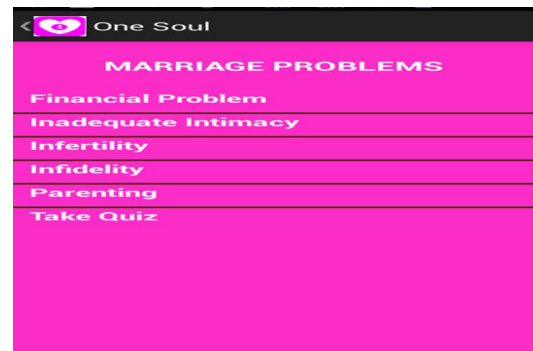 One Soul
MARRIAGE PROBLEMS
Financial Problem
Inadequate Intimacy
Infertility
Infidelity
Parenting
Take Quiz